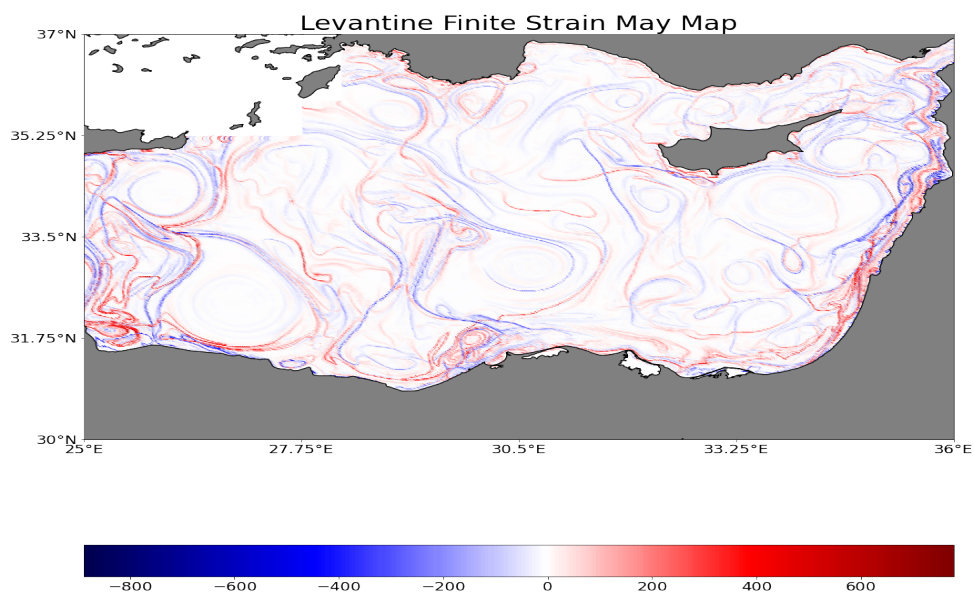 Levantine Finite Strain May Map
37°N
35.25°N
33.5°N
31.75°N
30°N
25°E 27.75°E 30.5°E 33.25°E 36°E
−800 −600 −400 −200 0 200 400 600